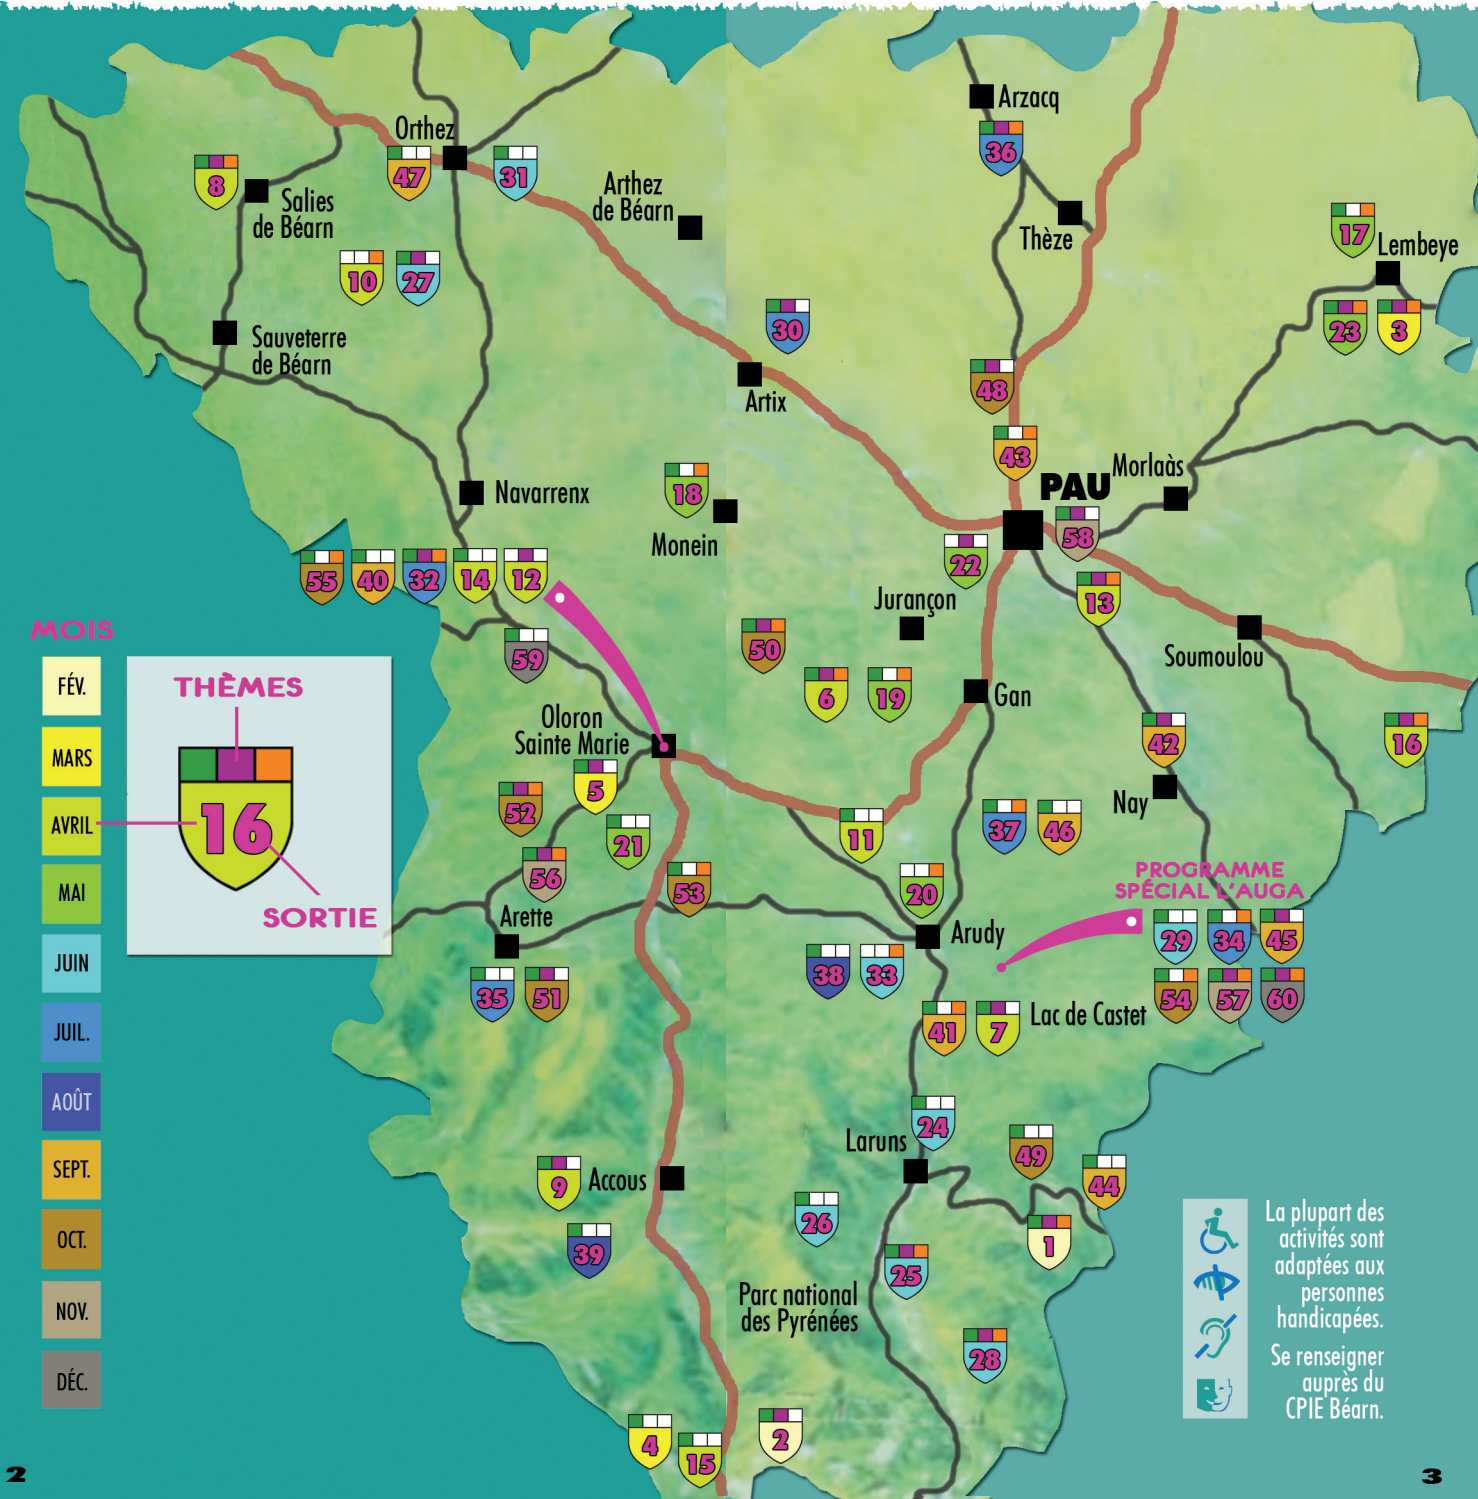 Arzacq
36
Orthez
47
31
8
Salies
de Béarn
Arthez
de Béarn
Thèze
17
Lembeye
10
27
30
23
3
Sauveterre
de Béarn
Artix
48
43
Morlaàs
PAU
58
Navarrenx
18
Monein
22
13
55
40
32
14
12
Jurançon
Soumoulou
59
50
6
19
Gan
42
16
Nay
Oloron
Sainte Marie
5
52
21
11
37
46
56
53
20
Arette
Arudy
35
51
38
33
PROGRAMME
SPÉCIAL L'AUGA
29
34
45
54
57
60
41
7
Lac de Castet
24
Laruns
49
44
9
Accous
26
1
39
25
Parc national
des Pyrénées
28
4
15
2
MOIS
FÉV.
MARS
AVRIL
MAI
JUIN
JUIL.
AOÛT
SEPT.
OCT.
NOV.
DÉC.
THÈMES
16
SORTIE
La plupart des
activités sont
adaptées aux
personnes
handicapées.
Se renseigner
auprès du
CPIE Béarn.
2
3